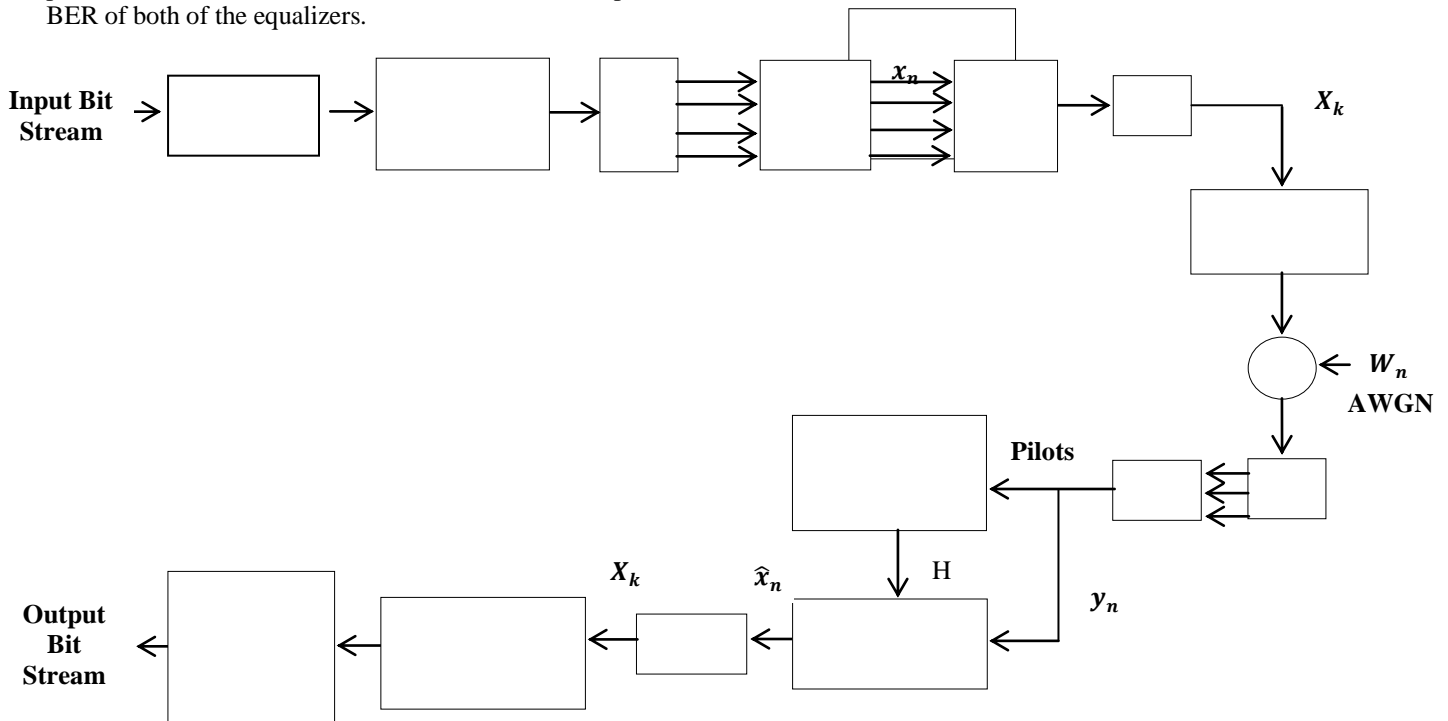 BER of both of the equalizers.
Input Bit
Stream
x_n
X_k
W_n
AWGN
Pilots
H
y_n
X_k
x̂_n
Output
Bit
Stream